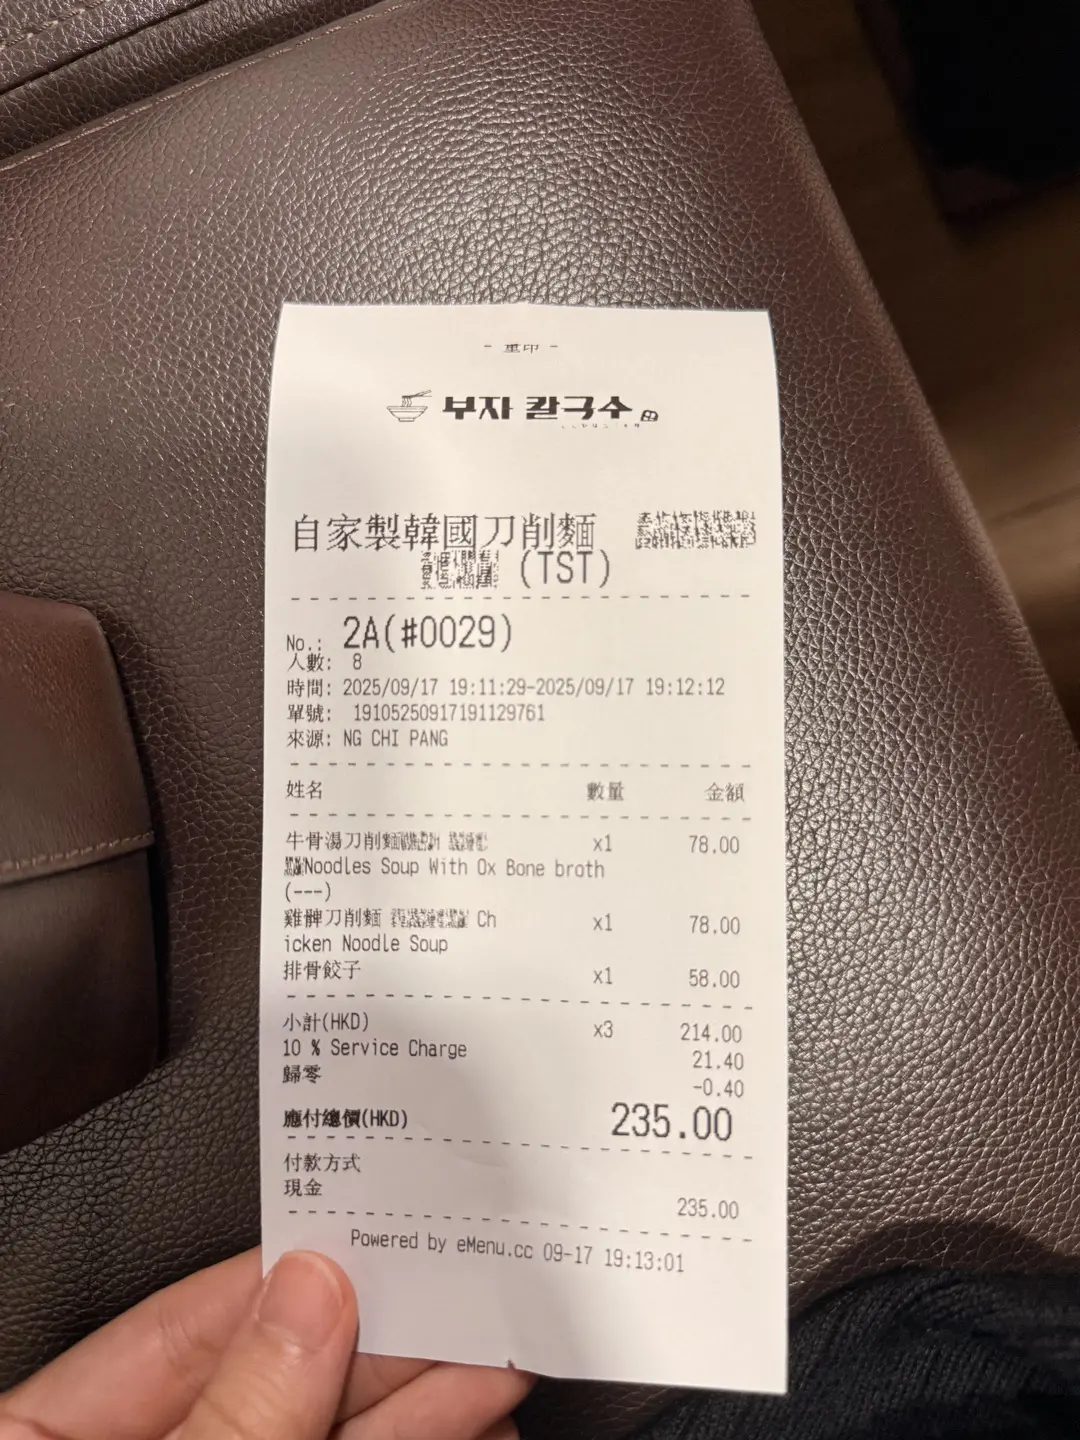 - 重印 -
부자 칼국수
自家製韓國刀削麵
(TST)
No.: 2A(#0029)
人數: 8
時間: 2025/09/17 19:11:29-2025/09/17 19:12:12
單號: 19105250917191129761
來源: NG CHI PANG
姓名 數量 金額
牛骨湯刀削麵 x1 78.00
Noodles Soup With Ox Bone broth
(---)
雞髀刀削麵 Ch x1 78.00
icken Noodle Soup
排骨餃子 x1 58.00
小計(HKD) x3 214.00
10 % Service Charge 21.40
歸零 -0.40
應付總價(HKD) 235.00
付款方式
現金 235.00
Powered by eMenu.cc 09-17 19:13:01